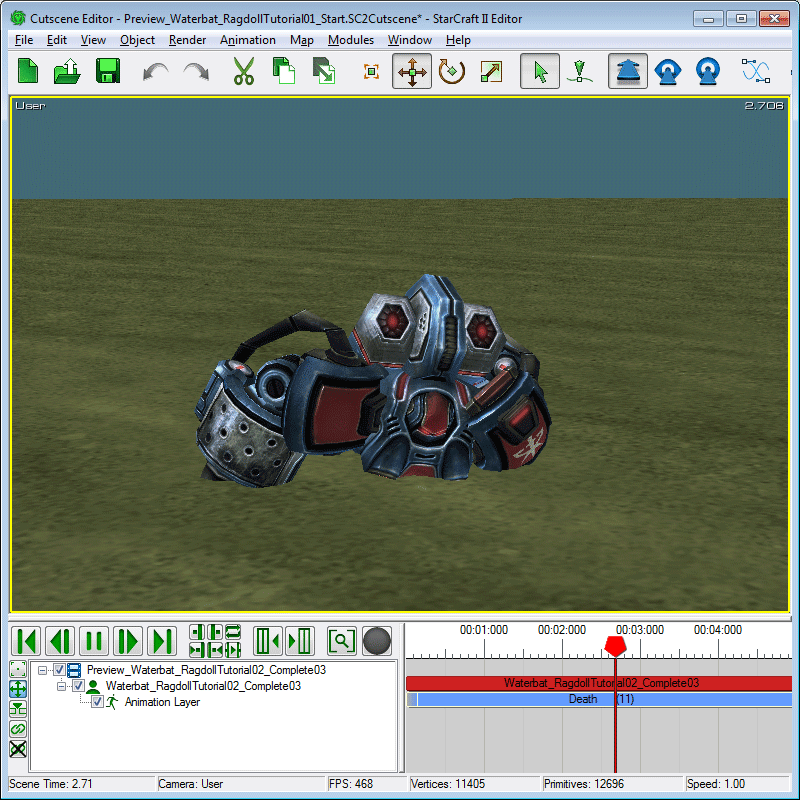 Cutscene Editor - Preview_Waterbat_RagdollTutorial01_Start.SC2Cutscene* - StarCraft II Editor
File Edit View Object Render Animation Map Modules Window Help
User 2.708
00:01:000 00:02:000 00:03:000 00:04:000
Preview_Waterbat_RagdollTutorial02_Complete03
Waterbat_RagdollTutorial02_Complete03
Waterbat_RagdollTutorial02_Complete03
Animation Layer
Death (11)
Scene Time: 2.71 Camera: User FPS: 468 Vertices: 11405 Primitives: 12696 Speed: 1.00